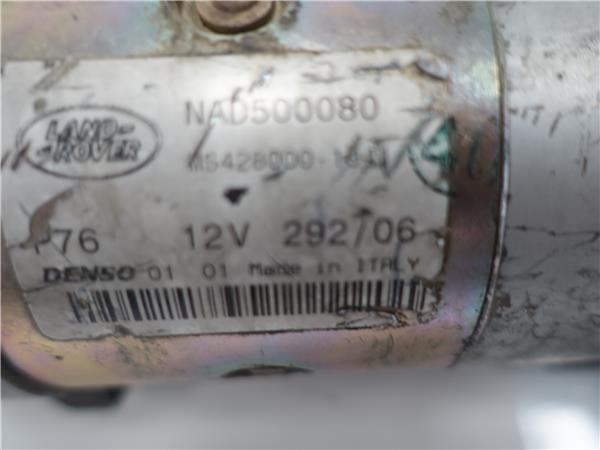 LAND-
ROVER
NAD500080
12V 292/06
DENSO 01 01 Made in ITALY